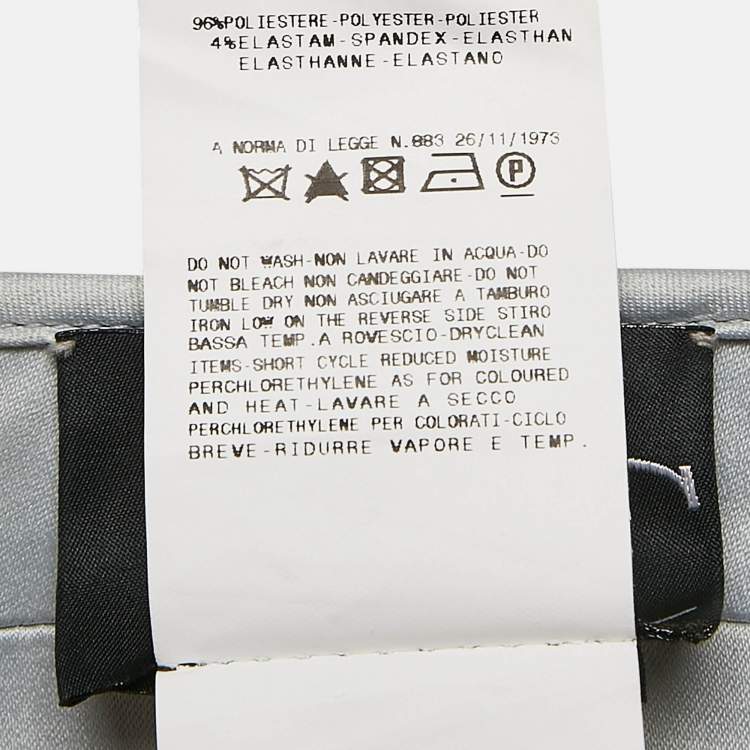 96%POLIESTERE-POLYESTER-POLIESTER
4%ELASTAM-SPANDEX-ELASTHAN
ELASTHANNE-ELASTANO
A NORMA DI LEGGE N.883 26/11/1973
P
DO NOT WASH-NON LAVARE IN ACQUA-DO
NOT BLEACH NON CANDEGGIARE-DO NOT
TUMBLE DRY NON ASCIUGARE A TAMBURO
IRON LOW ON THE REVERSE SIDE STIRO
BASSA TEMP.A ROVESCIO-DRYCLEAN
ITEMS-SHORT CYCLE REDUCED MOISTURE
PERCHLORETHYLENE AS FOR COLOURED
AND HEAT-LAVARE A SECCO
PERCHLORETHYLENE PER COLORATI-CICLO
BREVE-RIDURRE VAPORE E TEMP.